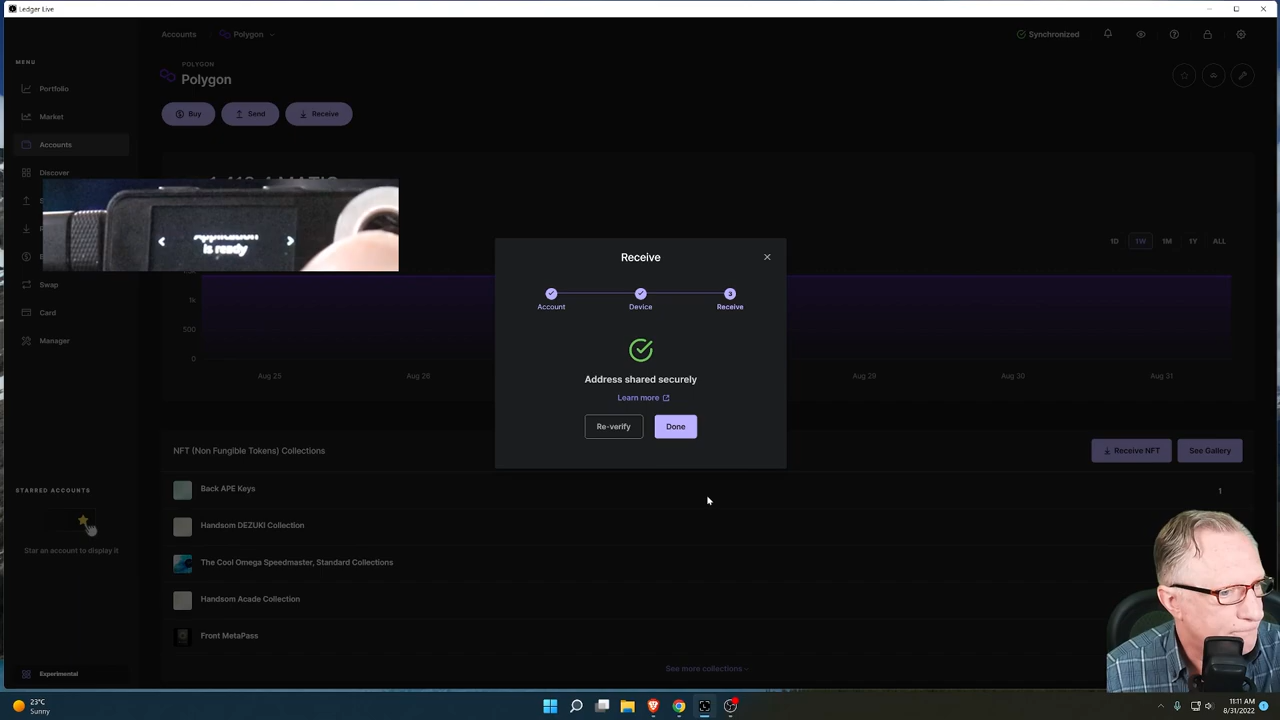 Ledger Live
Accounts
Polygon
Synchronized
MENU
POLYGON
Polygon
Portfolio
Buy
Send
Receive
Market
Accounts
Discover
is ready
1D
1W
1M
1Y
ALL
Receive
Account
Device
3
Receive
Swap
1k
Card
500
Manager
0
Address shared securely
Aug 25
Aug 26
Aug 29
Aug 30
Aug 31
Learn more
Re-verify
Done
NFT (Non Fungible Tokens) Collections
Receive NFT
See Gallery
STARRED ACCOUNTS
Back APE Keys
1
Handsom DEZUKI Collection
Star an account to display it
The Cool Omega Speedmaster, Standard Collections
Handsom Acade Collection
Front MetaPass
See more collections
Experimental
23°C
Sunny
11:11 AM
8/31/2022